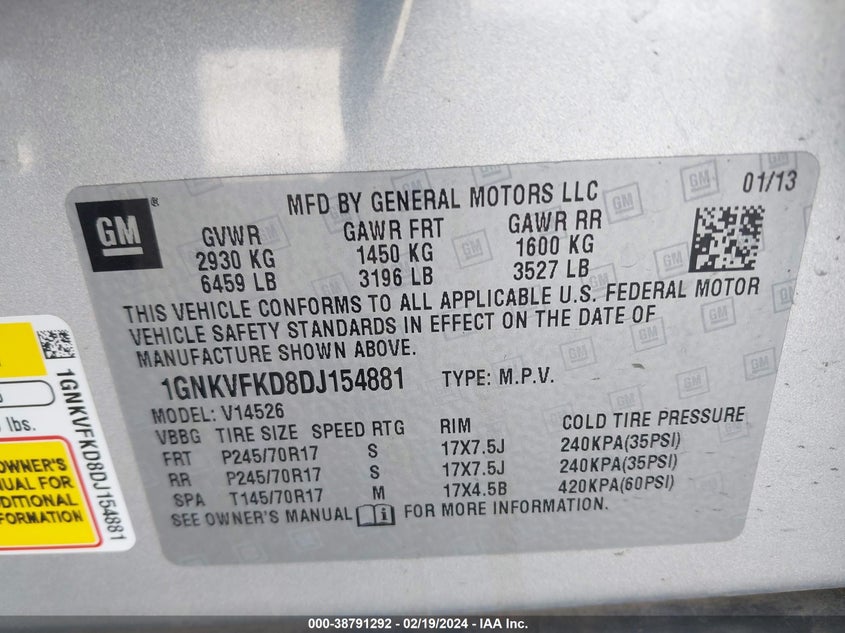 MFD BY GENERAL MOTORS LLC
01/13
GM
®
GVWR GAWR FRT GAWR RR
2930 KG 1450 KG 1600 KG
6459 LB 3196 LB 3527 LB
THIS VEHICLE CONFORMS TO ALL APPLICABLE U.S. FEDERAL MOTOR
VEHICLE SAFETY STANDARDS IN EFFECT ON THE DATE OF
MANUFACTURE SHOWN ABOVE.
1GNKVFKD8DJ154881 TYPE: M.P.V.
MODEL: V14526
VBBG TIRE SIZE SPEED RTG RIM COLD TIRE PRESSURE
FRT P245/70R17 S 17X7.5J 240KPA(35PSI)
RR P245/70R17 S 17X7.5J 240KPA(35PSI)
SPA T145/70R17 M 17X4.5B 420KPA(60PSI)
SEE OWNER'S MANUAL FOR MORE INFORMATION.
1GNKVFKD8DJ154881
lbs.
OWNER'S
MANUAL FOR
ADDITIONAL
INFORMATION
000-38791292 - 02/19/2024 - IAA Inc.